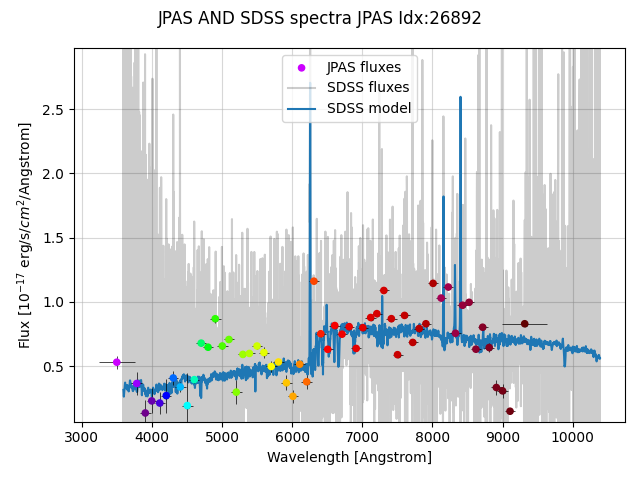 JPAS AND SDSS spectra JPAS Idx:26892
JPAS fluxes
SDSS fluxes
SDSS model
2.5
2.0
1.5
1.0
0.5
Flux [10⁻¹⁷ erg/s/cm²/Angstrom]
3000 4000 5000 6000 7000 8000 9000 10000
Wavelength [Angstrom]